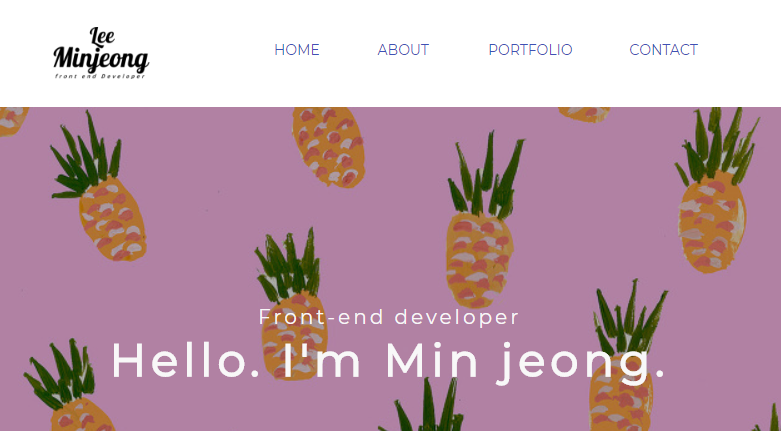 Lee
Minjeong
front end Developer
HOME ABOUT PORTFOLIO CONTACT
Front-end developer
Hello. I'm Min jeong.